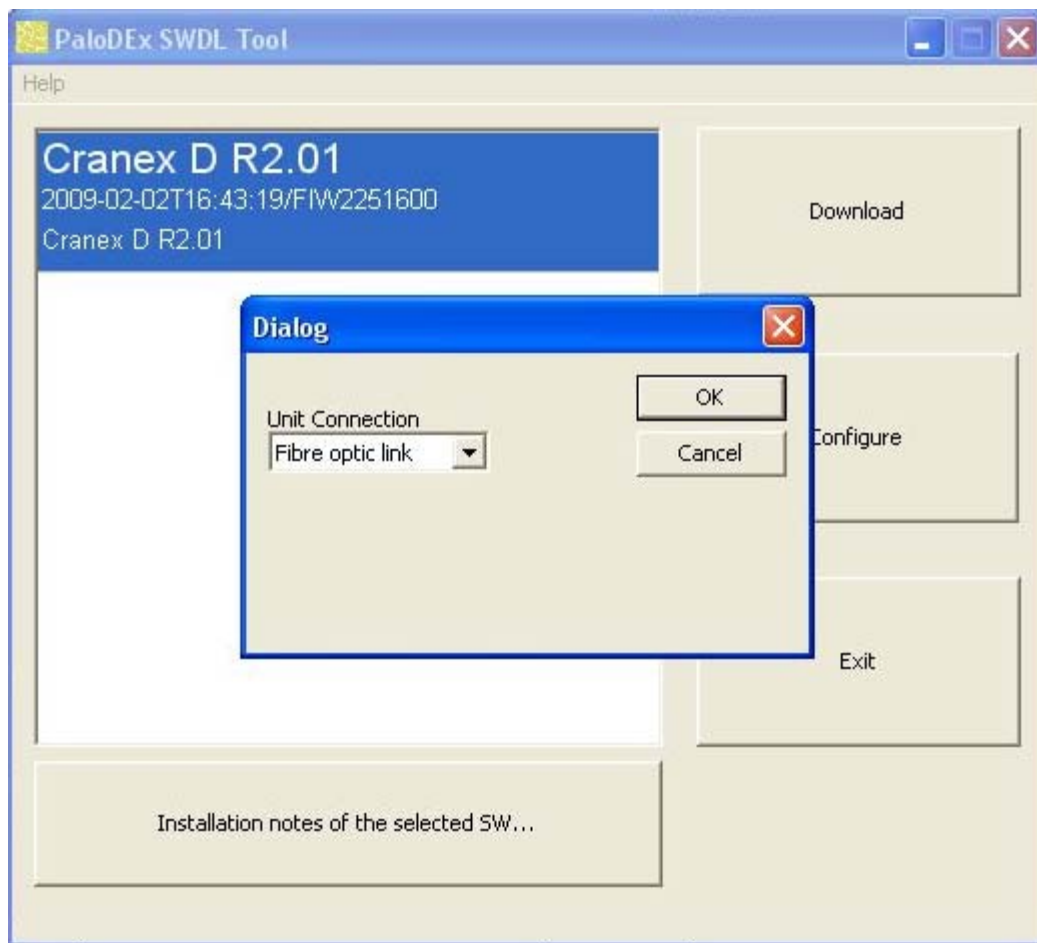 PaloDEx SWDL Tool
Help
Cranex D R2.01
2009-02-02T16:43:19/FIW2251600
Cranex D R2.01
Download
Dialog
Unit Connection
Fibre optic link
OK
Cancel
Configure
Exit
Installation notes of the selected SW...